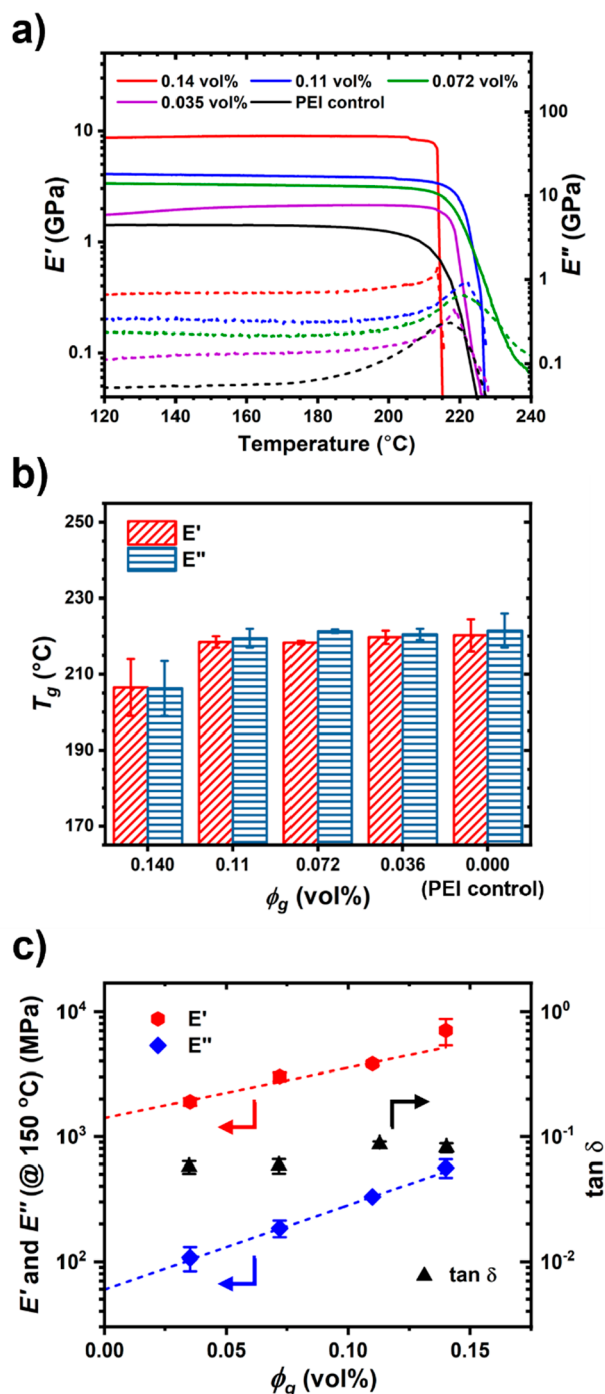 a)
0.14 vol% 0.11 vol% 0.072 vol%
0.035 vol% PEI control
E' (GPa)
10
1
0.1
E" (GPa)
100
10
1
0.1
120 140 160 180 200 220 240
Temperature (°C)
b)
E'
E"
T_g (°C)
250
230
210
190
170
0.140 0.11 0.072 0.036 0.000
(PEI control)
ϕ_g (vol%)
c)
E'
E"
E' and E" (@ 150 °C) (MPa)
10⁴
10³
10²
tan δ
10⁰
10⁻¹
10⁻²
tan δ
0.00 0.05 0.10 0.15
ϕ_g (vol%)